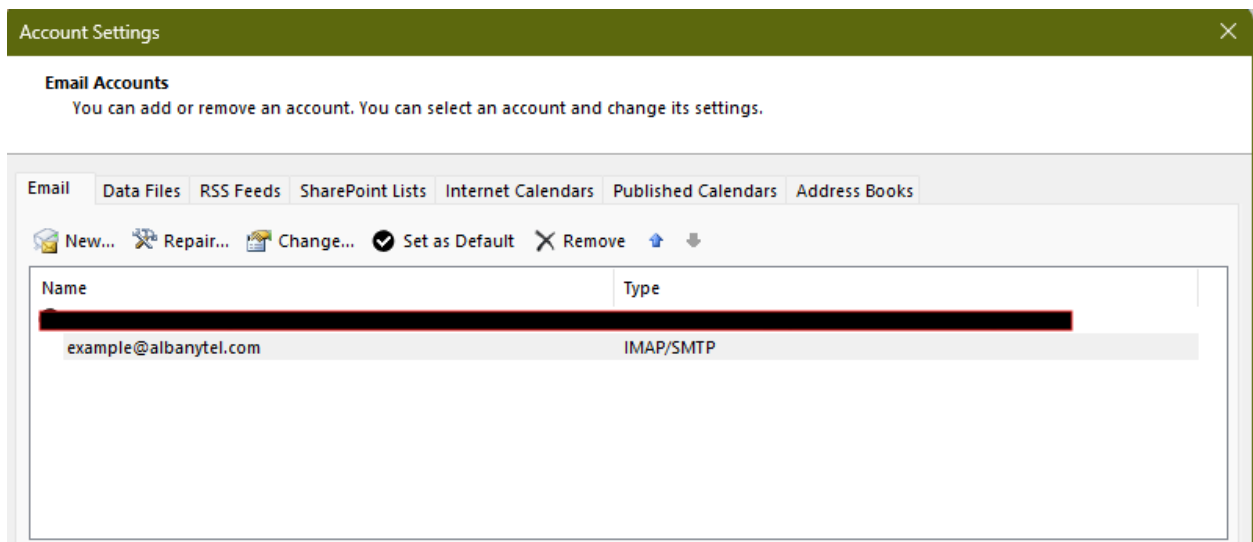 Account Settings
Email Accounts
You can add or remove an account. You can select an account and change its settings.
Email Data Files RSS Feeds SharePoint Lists Internet Calendars Published Calendars Address Books
New... Repair... Change... Set as Default Remove
Name Type
example@albanytel.com IMAP/SMTP